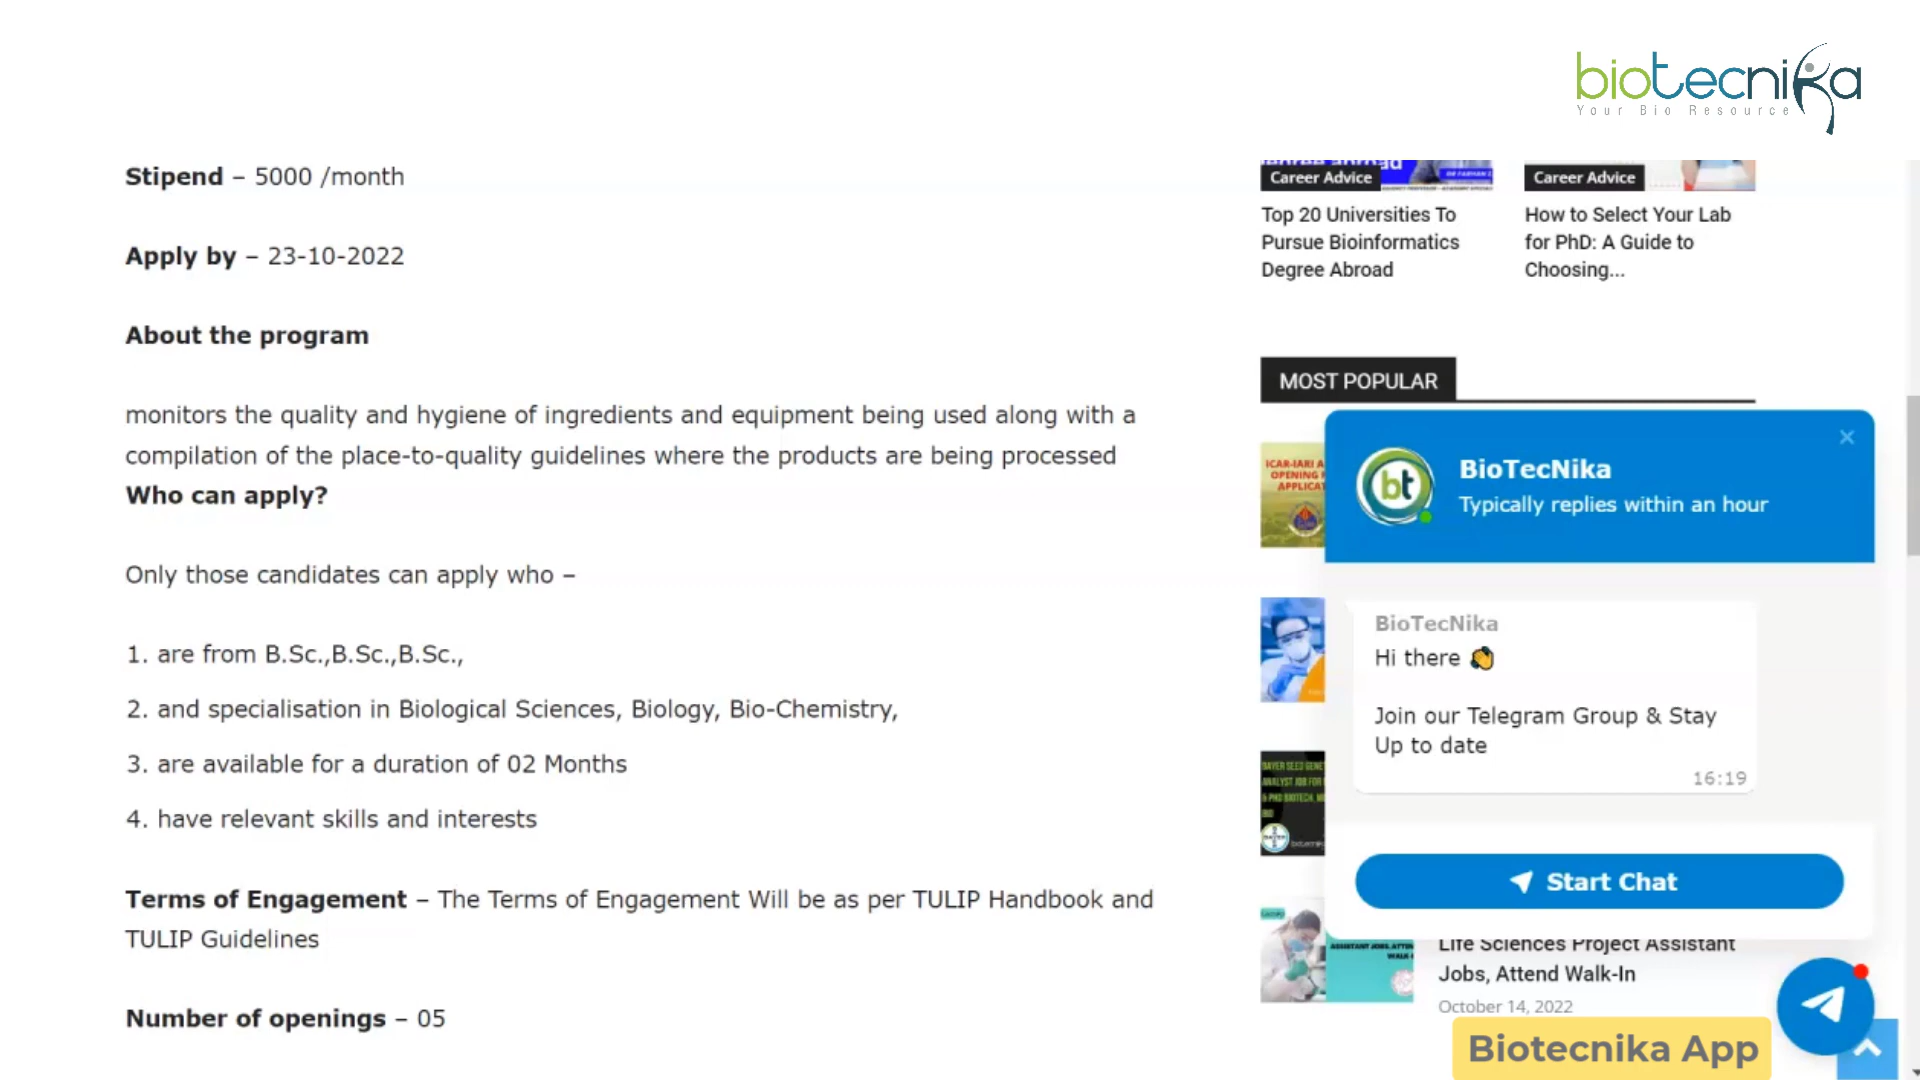 biotecnika
Your Bio Resource
Stipend – 5000 /month
Apply by – 23-10-2022
About the program
monitors the quality and hygiene of ingredients and equipment being used along with a
compilation of the place-to-quality guidelines where the products are being processed
Who can apply?
Only those candidates can apply who –
1. are from B.Sc.,B.Sc.,B.Sc.,
2. and specialisation in Biological Sciences, Biology, Bio-Chemistry,
3. are available for a duration of 02 Months
4. have relevant skills and interests
Terms of Engagement – The Terms of Engagement Will be as per TULIP Handbook and
TULIP Guidelines
Number of openings – 05
Career Advice
Top 20 Universities To
Pursue Bioinformatics
Degree Abroad
Career Advice
How to Select Your Lab
for PhD: A Guide to
Choosing...
MOST POPULAR
ICAR-IARI
OPENING
bt
BioTecNika
Typically replies within an hour
BioTecNika
Hi there
Join our Telegram Group & Stay
Up to date
16:19
Start Chat
ASSISTANT JOBS, ATTEN
WALK-
Life Sciences Project Assistant
Jobs, Attend Walk-In
October 14, 2022
Biotecnika App